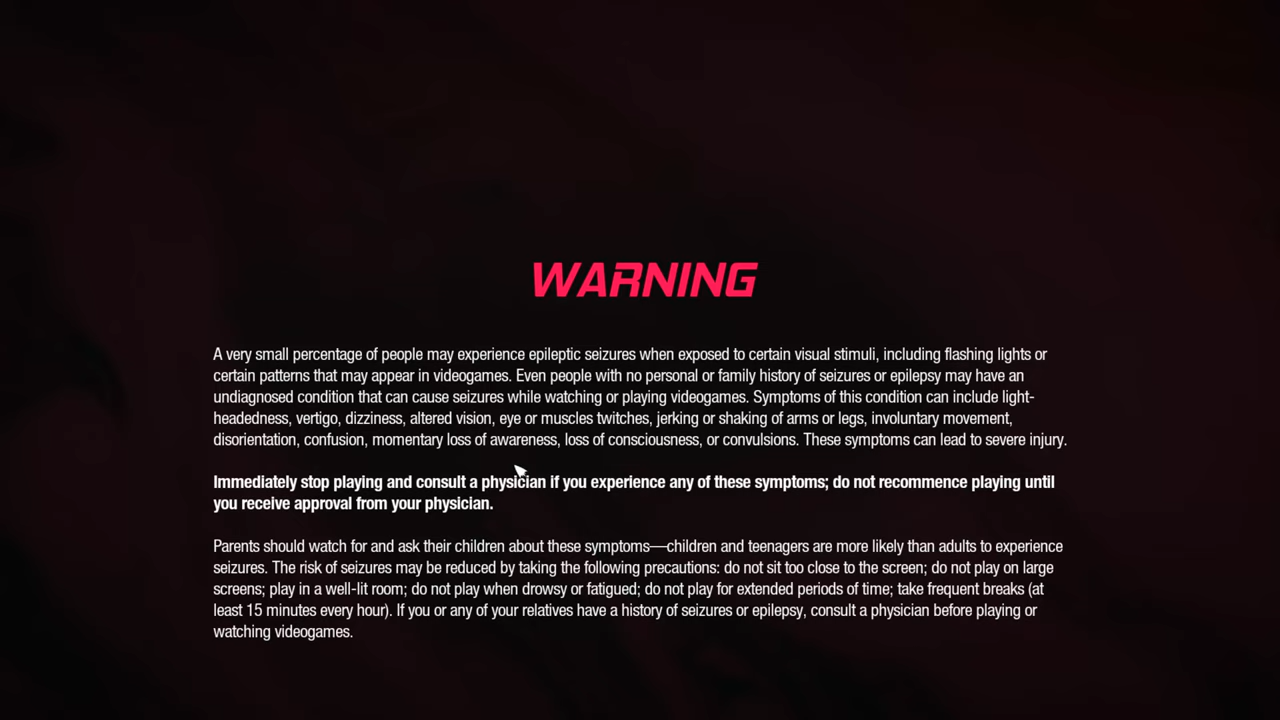 WARNING
A very small percentage of people may experience epileptic seizures when exposed to certain visual stimuli, including flashing lights or
certain patterns that may appear in videogames. Even people with no personal or family history of seizures or epilepsy may have an
undiagnosed condition that can cause seizures while watching or playing videogames. Symptoms of this condition can include light-
headedness, vertigo, dizziness, altered vision, eye or muscles twitches, jerking or shaking of arms or legs, involuntary movement,
disorientation, confusion, momentary loss of awareness, loss of consciousness, or convulsions. These symptoms can lead to severe injury.
Immediately stop playing and consult a physician if you experience any of these symptoms; do not recommence playing until
you receive approval from your physician.
Parents should watch for and ask their children about these symptoms—children and teenagers are more likely than adults to experience
seizures. The risk of seizures may be reduced by taking the following precautions: do not sit too close to the screen; do not play on large
screens; play in a well-lit room; do not play when drowsy or fatigued; do not play for extended periods of time; take frequent breaks (at
least 15 minutes every hour). If you or any of your relatives have a history of seizures or epilepsy, consult a physician before playing or
watching videogames.